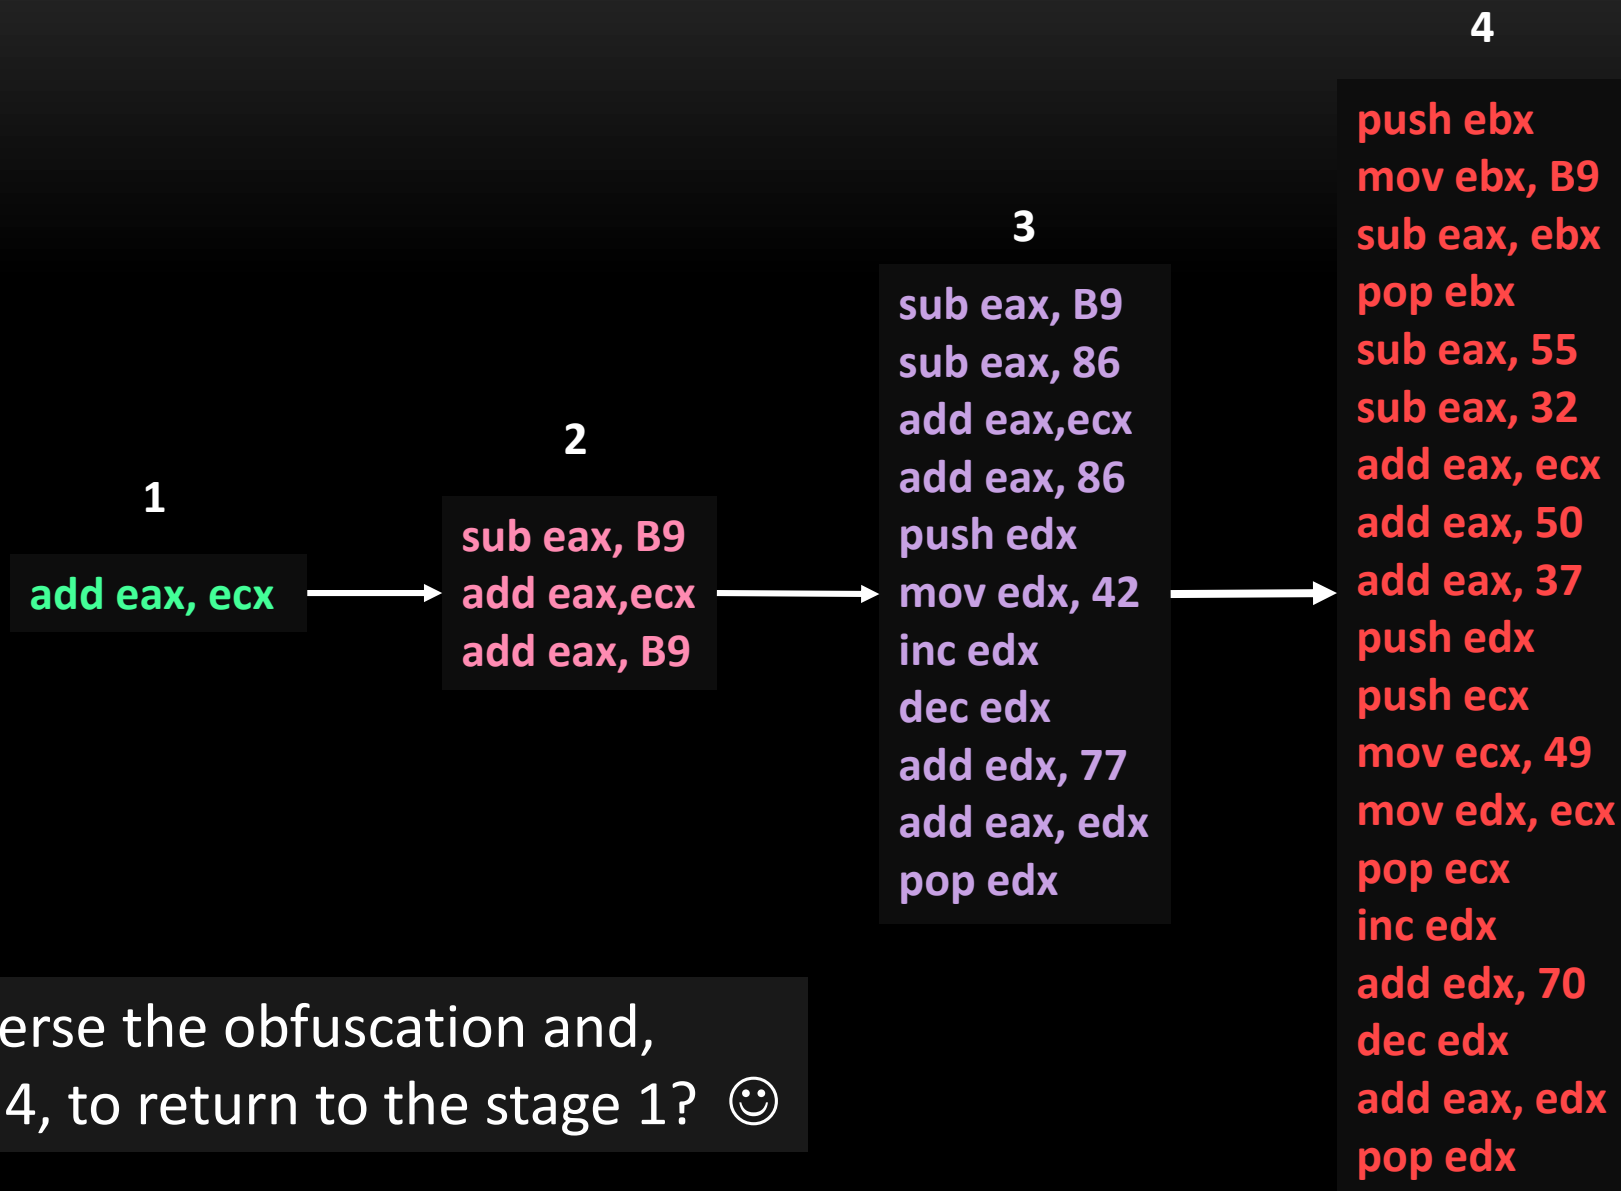 1
add eax, ecx
2
sub eax, B9
add eax,ecx
add eax, B9
3
sub eax, B9
sub eax, 86
add eax,ecx
add eax, 86
push edx
mov edx, 42
inc edx
dec edx
add edx, 77
add eax, edx
pop edx
4
push ebx
mov ebx, B9
sub eax, ebx
pop ebx
sub eax, 55
sub eax, 32
add eax, ecx
add eax, 50
add eax, 37
push edx
push ecx
mov ecx, 49
mov edx, ecx
pop ecx
inc edx
add edx, 70
dec edx
add eax, edx
pop edx
erse the obfuscation and,
4, to return to the stage 1? ☺